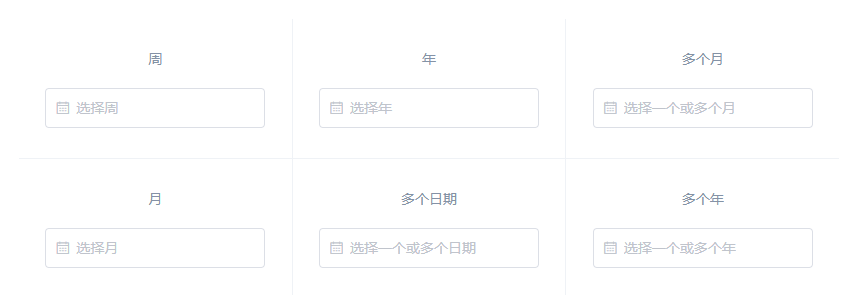 周
年
多个月
选择周
选择年
选择一个或多个月
月
多个日期
多个年
选择月
选择一个或多个日期
选择一个或多个年